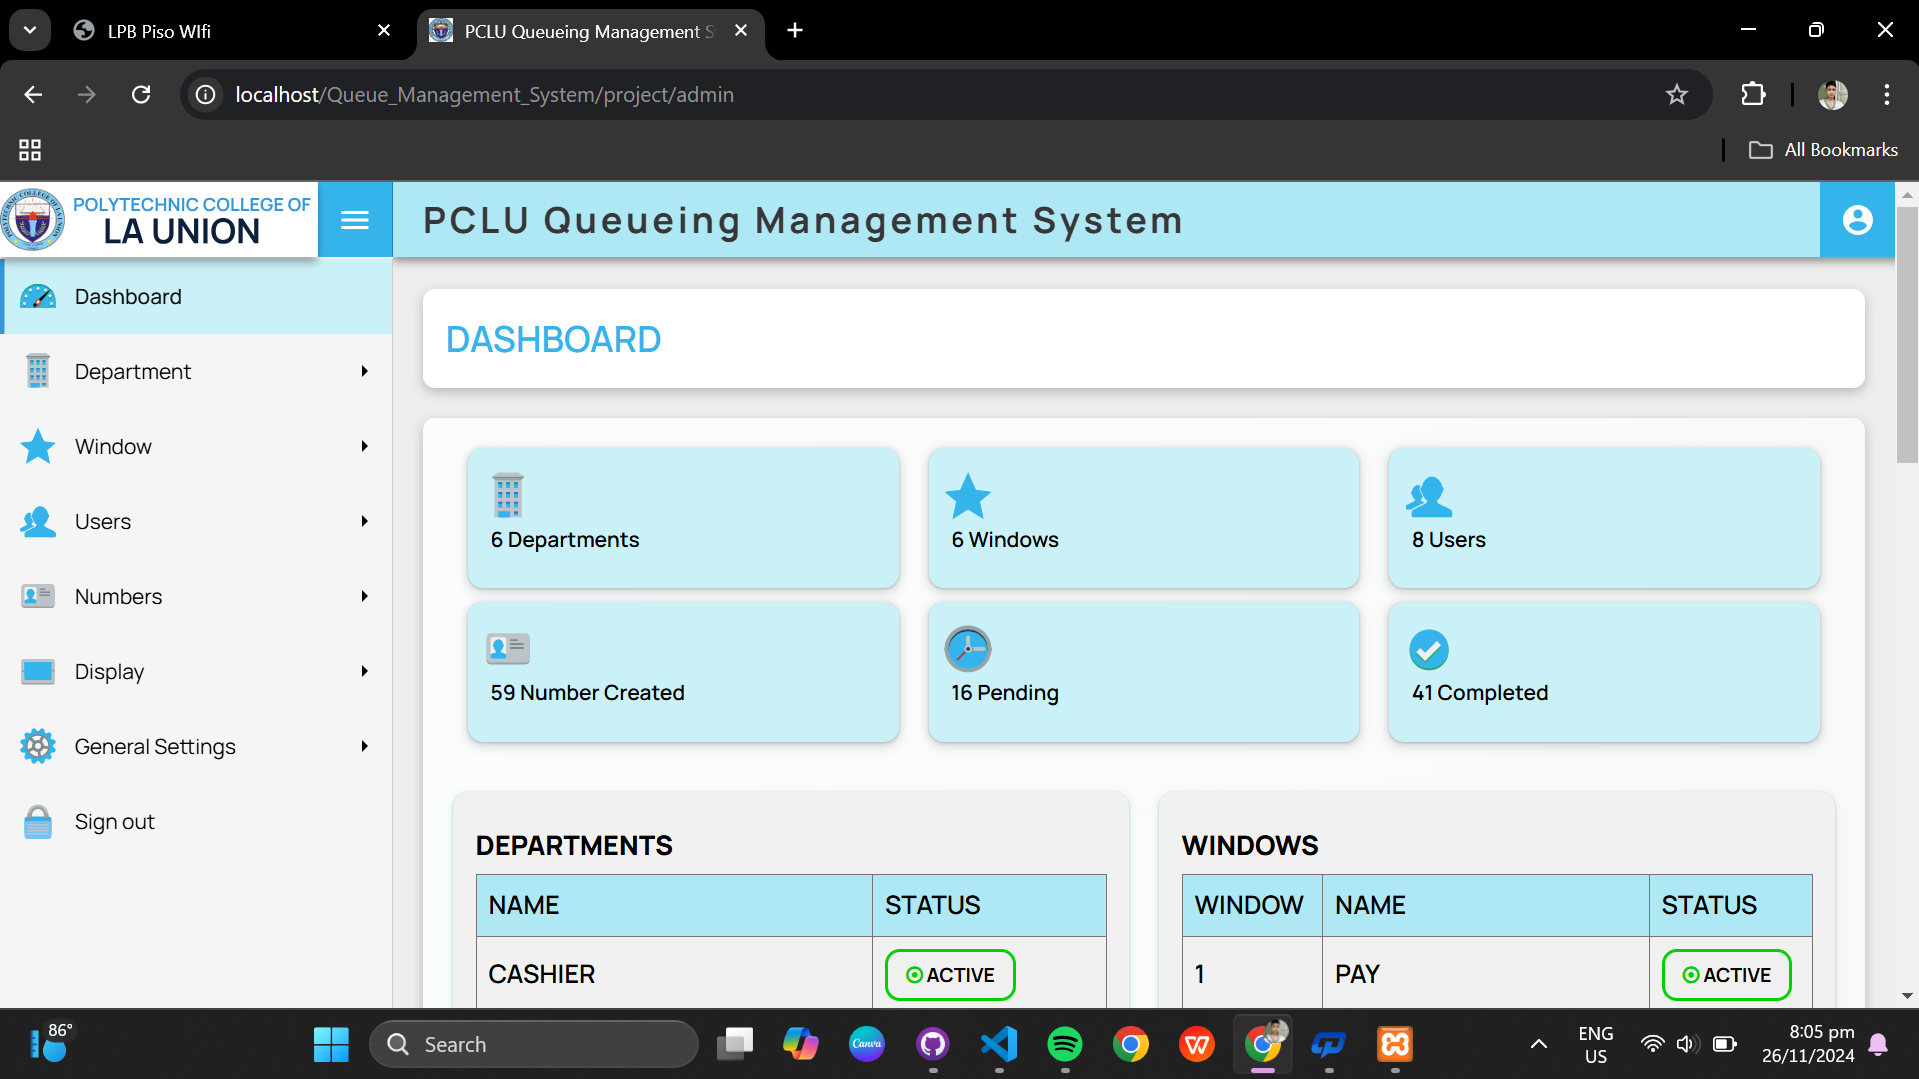 LPB Piso WIfi
PCLU Queueing Management S
localhost/Queue_Management_System/project/admin
All Bookmarks
POLYTECHNIC COLLEGE OF
LA UNION
PCLU Queueing Management System
Dashboard
Department
Window
Users
Numbers
Display
General Settings
Sign out
DASHBOARD
6 Departments
6 Windows
8 Users
59 Number Created
16 Pending
41 Completed
DEPARTMENTS
NAME STATUS
CASHIER ACTIVE
WINDOWS
WINDOW NAME STATUS
1 PAY ACTIVE
86°
Search
Canva
ENG
US
8:05 pm
26/11/2024